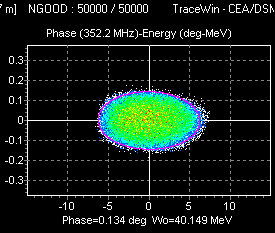 7 m] NGOOD : 50000 / 50000 TraceWin - CEA/DSM
Phase (352.2 MHz)-Energy (deg-MeV)
0.3
0.2
0.1
0
-0.1
-0.2
-0.3
-10 -5 0 5 10
Phase=0.134 deg Wo=40.149 MeV